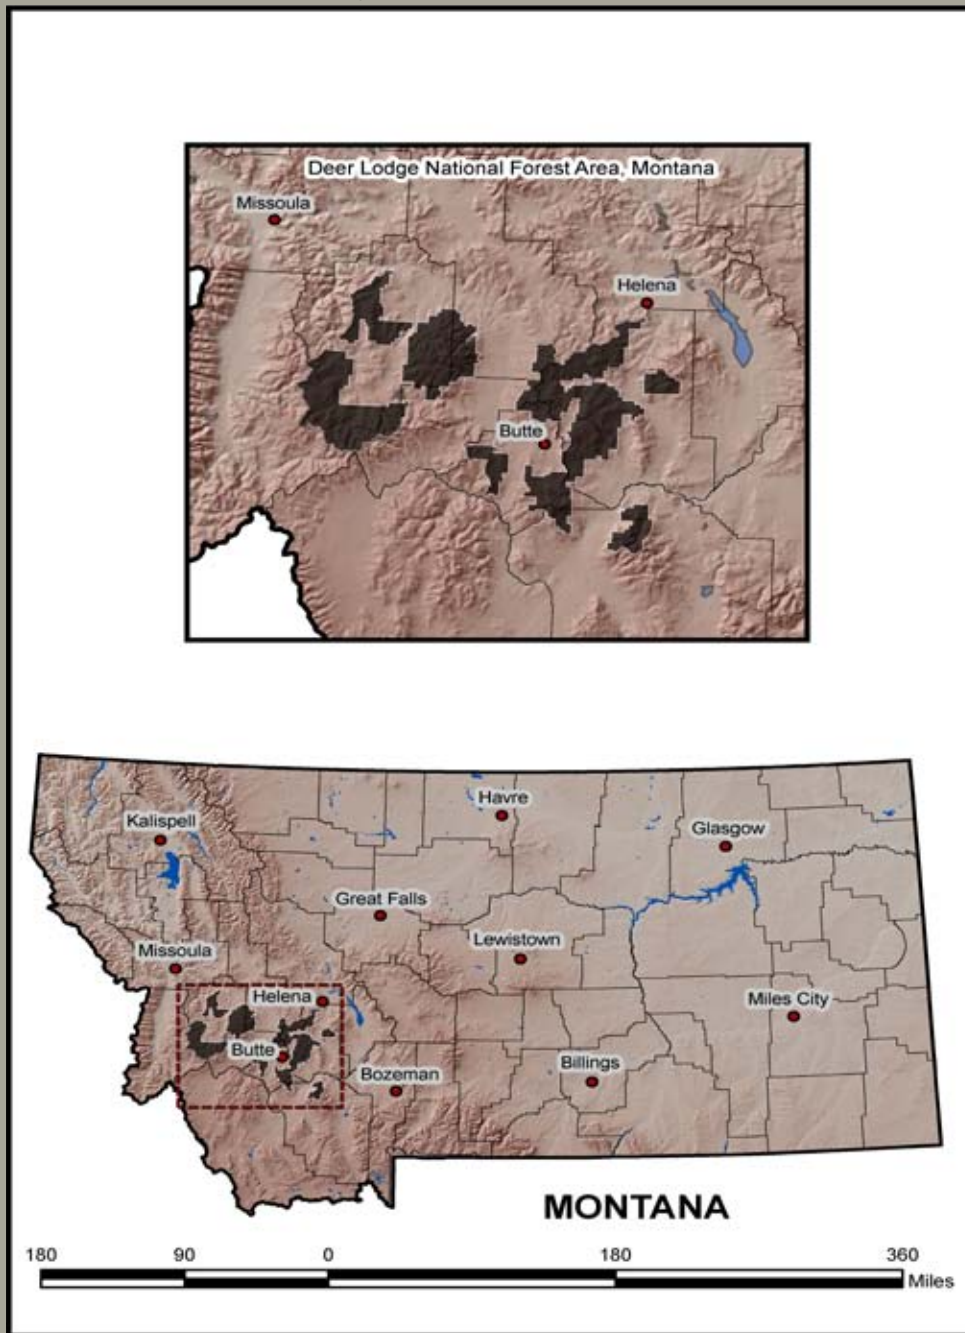 Deer Lodge National Forest Area, Montana
Missoula
Helena
Butte
Havre
Kalispell
Glasgow
Great Falls
Lewistown
Missoula
Helena
Miles City
Butte
Billings
Bozeman
MONTANA
180 90 0 180 360
Miles